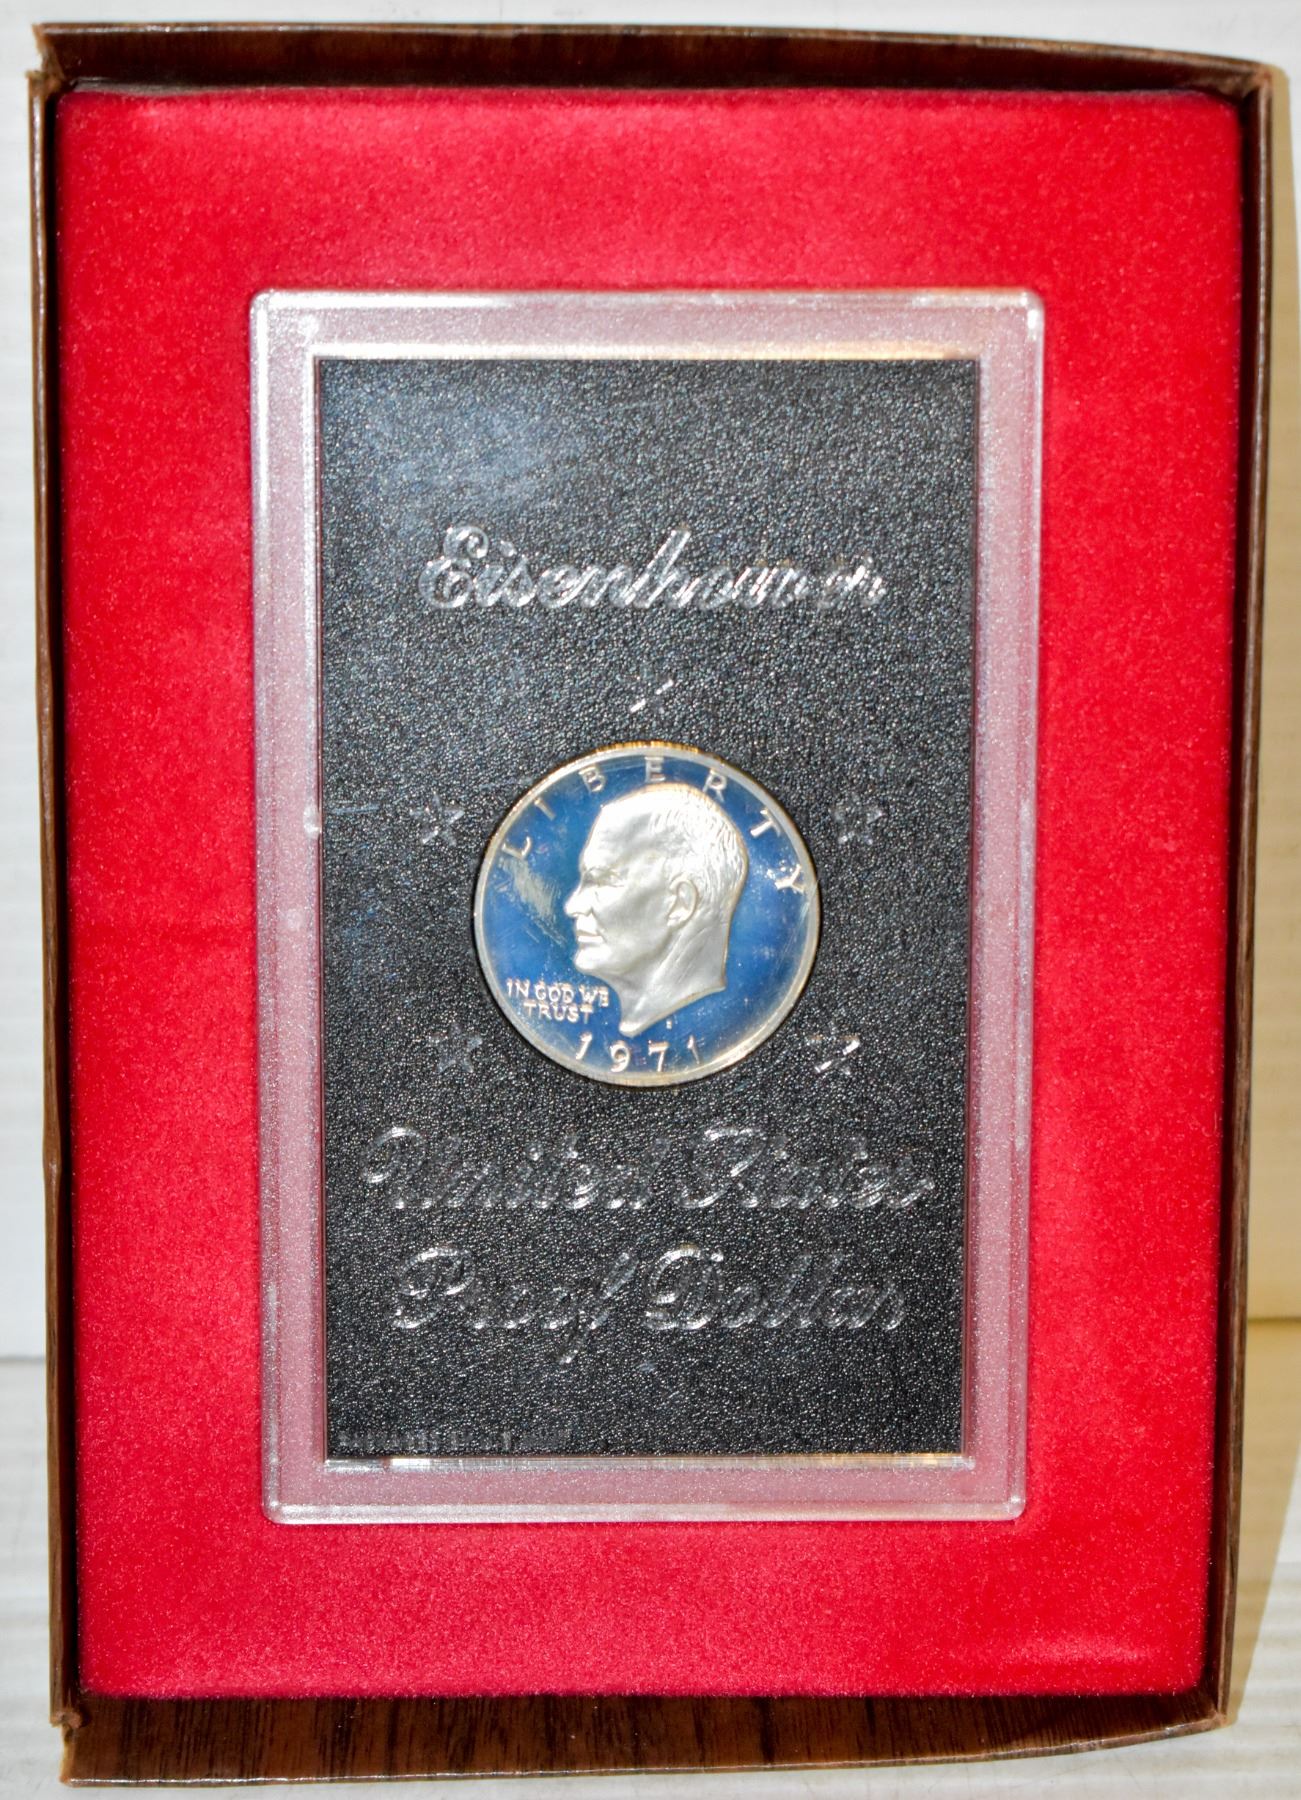 Eisenhower
LIBERTY
IN GOD WE
TRUST
1971
United States
Proof Dollar